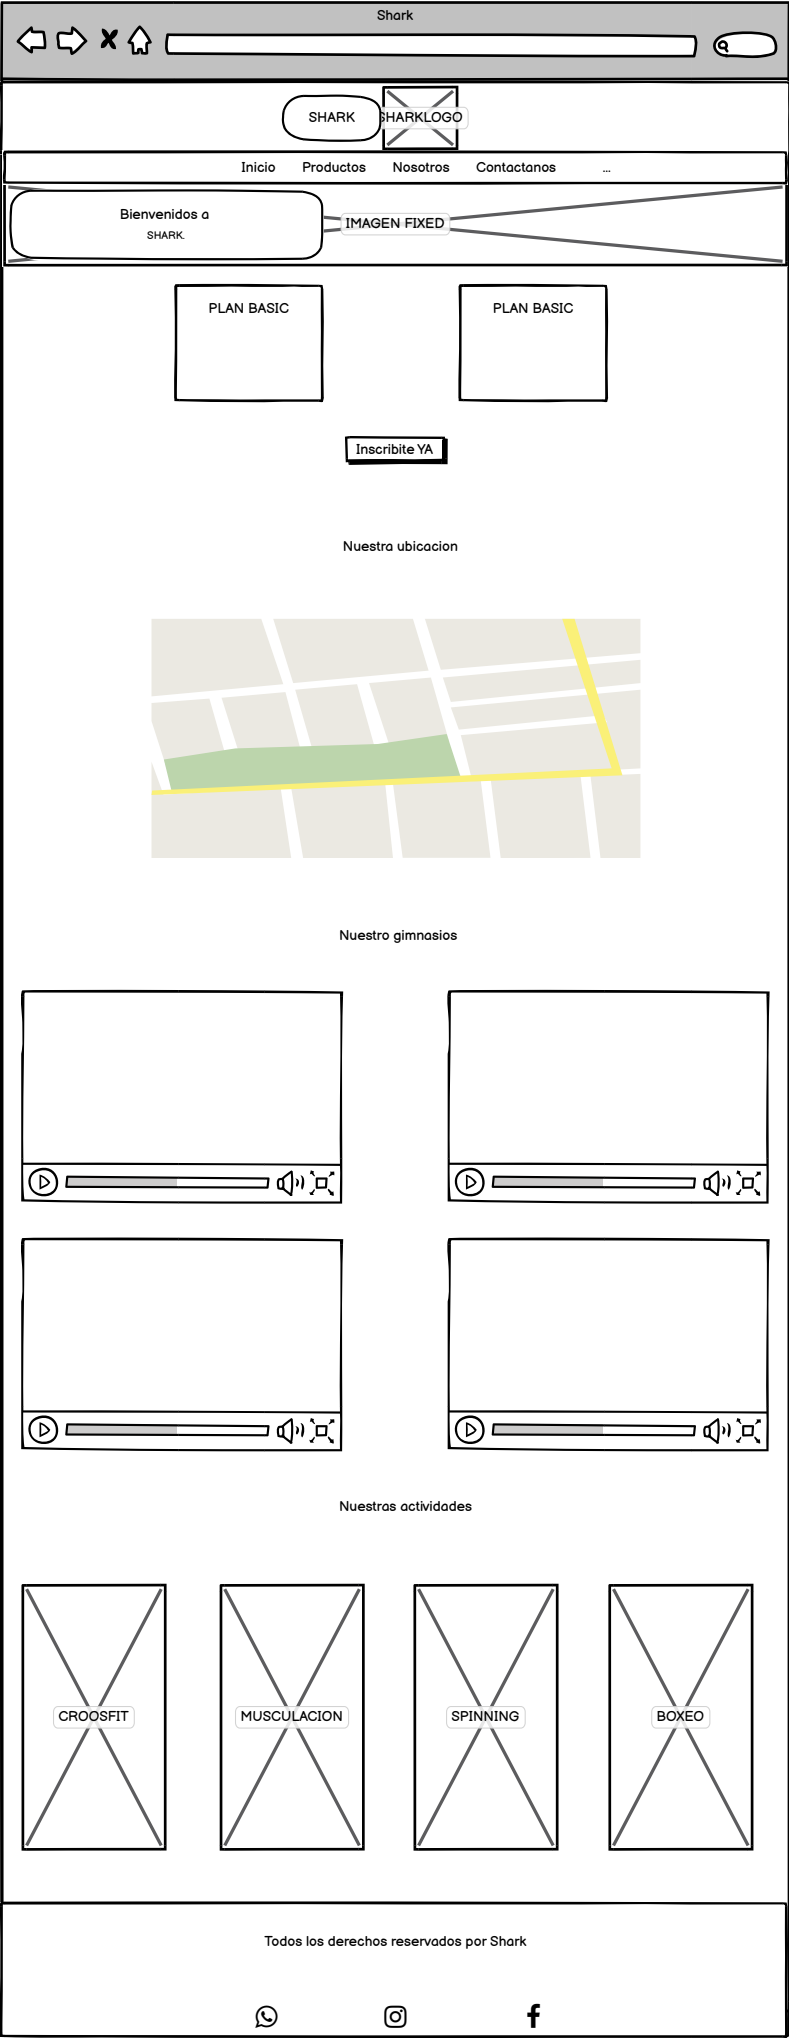 Shark
SHARK
SHARKLOGO
Inicio Productos Nosotros Contactanos ...
Bienvenidos a
SHARK.
IMAGEN FIXED
PLAN BASIC PLAN BASIC
Inscribite YA
Nuestra ubicacion
Nuestro gimnasios
Nuestras actividades
CROOSFIT MUSCULACION SPINNING BOXEO
Todos los derechos reservados por Shark